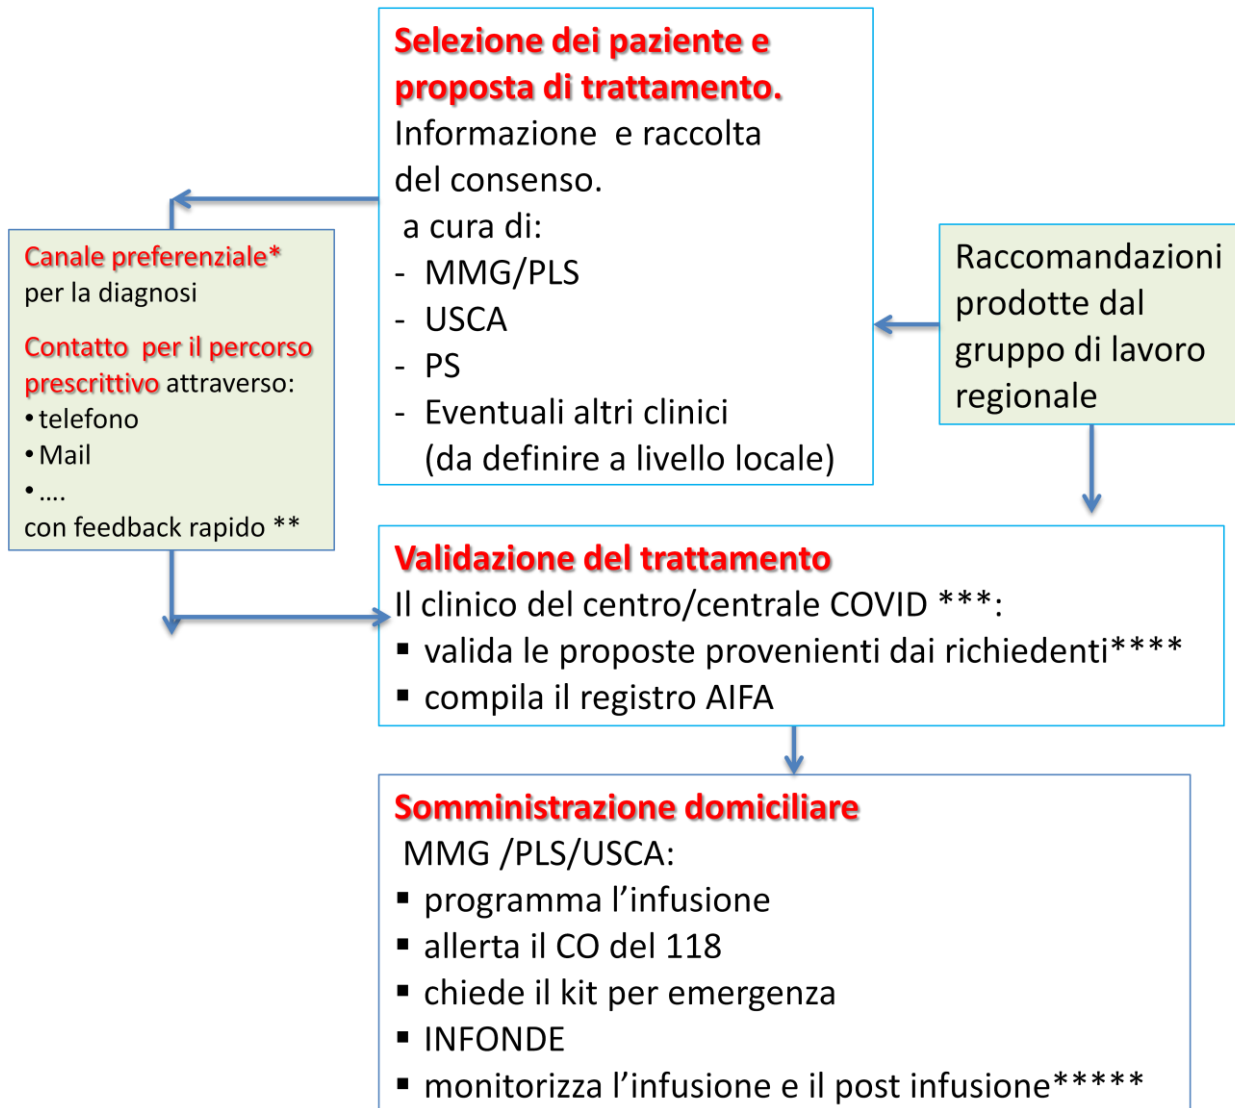 Selezione dei paziente e
proposta di trattamento.
Informazione e raccolta
del consenso.
a cura di:
- MMG/PLS
- USCA
- PS
- Eventuali altri clinici
(da definire a livello locale)
Canale preferenziale*
per la diagnosi
Contatto per il percorso
prescrittivo attraverso:
• telefono
• Mail
• ....
con feedback rapido **
Raccomandazioni
prodotte dal
gruppo di lavoro
regionale
Validazione del trattamento
Il clinico del centro/centrale COVID ***:
▪ valida le proposte provenienti dai richiedenti****
▪ compila il registro AIFA
Somministrazione domiciliare
MMG /PLS/USCA:
▪ programma l’infusione
▪ allerta il CO del 118
▪ chiede il kit per emergenza
▪ INFONDE
▪ monitorizza l’infusione e il post infusione*****